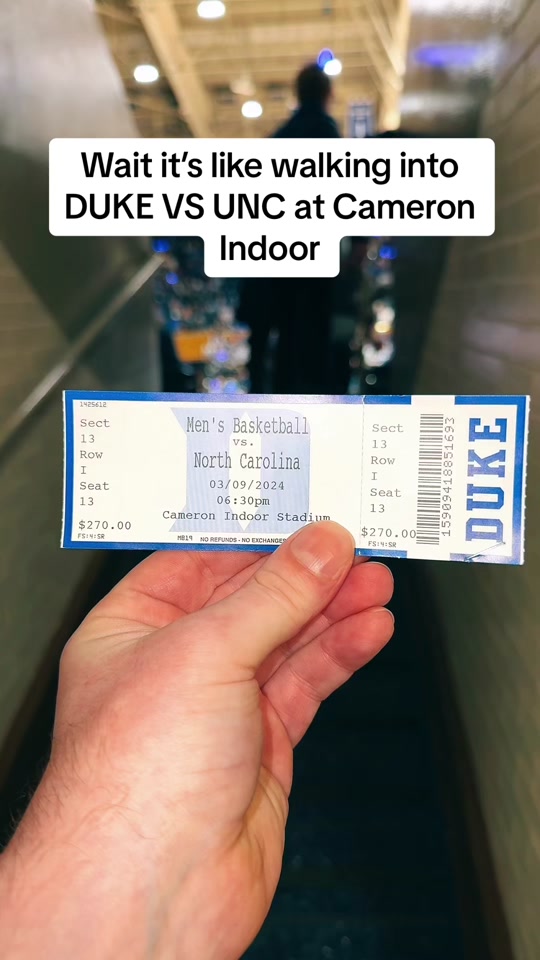 Wait it’s like walking into
DUKE VS UNC at Cameron
Indoor
1425612
Sect
13
Row
I
Seat
13
$270.00
FS:4:SR
Men's Basketball
vs.
North Carolina
03/09/2024
06:30pm
Cameron Indoor Stadium
MB19 NO REFUNDS - NO EXCHANGES
Sect
13
Row
I
Seat
13
$270.00
FS:4:SR
1590941885l693
DUKE